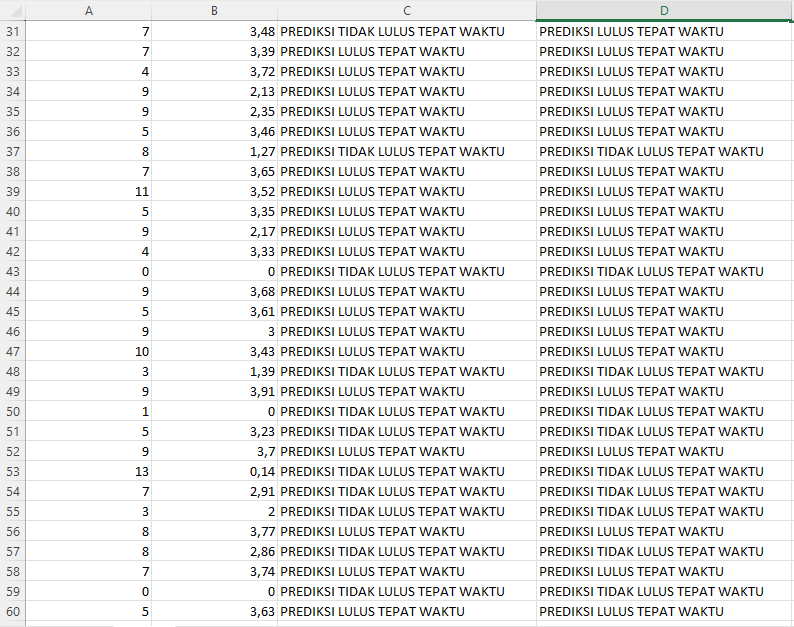 A B C D
31 7 3,48 PREDIKSI TIDAK LULUS TEPAT WAKTU PREDIKSI LULUS TEPAT WAKTU
32 7 3,39 PREDIKSI LULUS TEPAT WAKTU PREDIKSI LULUS TEPAT WAKTU
33 4 3,72 PREDIKSI LULUS TEPAT WAKTU PREDIKSI LULUS TEPAT WAKTU
34 9 2,13 PREDIKSI LULUS TEPAT WAKTU PREDIKSI LULUS TEPAT WAKTU
35 9 2,35 PREDIKSI LULUS TEPAT WAKTU PREDIKSI LULUS TEPAT WAKTU
36 5 3,46 PREDIKSI LULUS TEPAT WAKTU PREDIKSI LULUS TEPAT WAKTU
37 8 1,27 PREDIKSI TIDAK LULUS TEPAT WAKTU PREDIKSI TIDAK LULUS TEPAT WAKTU
38 7 3,65 PREDIKSI LULUS TEPAT WAKTU PREDIKSI LULUS TEPAT WAKTU
39 11 3,52 PREDIKSI LULUS TEPAT WAKTU PREDIKSI LULUS TEPAT WAKTU
40 5 3,35 PREDIKSI LULUS TEPAT WAKTU PREDIKSI LULUS TEPAT WAKTU
41 9 2,17 PREDIKSI LULUS TEPAT WAKTU PREDIKSI LULUS TEPAT WAKTU
42 4 3,33 PREDIKSI LULUS TEPAT WAKTU PREDIKSI LULUS TEPAT WAKTU
43 0 0 PREDIKSI TIDAK LULUS TEPAT WAKTU PREDIKSI TIDAK LULUS TEPAT WAKTU
44 9 3,68 PREDIKSI LULUS TEPAT WAKTU PREDIKSI LULUS TEPAT WAKTU
45 5 3,61 PREDIKSI LULUS TEPAT WAKTU PREDIKSI LULUS TEPAT WAKTU
46 9 3 PREDIKSI LULUS TEPAT WAKTU PREDIKSI LULUS TEPAT WAKTU
47 10 3,43 PREDIKSI LULUS TEPAT WAKTU PREDIKSI LULUS TEPAT WAKTU
48 3 1,39 PREDIKSI TIDAK LULUS TEPAT WAKTU PREDIKSI TIDAK LULUS TEPAT WAKTU
49 9 3,91 PREDIKSI LULUS TEPAT WAKTU PREDIKSI LULUS TEPAT WAKTU
50 1 0 PREDIKSI TIDAK LULUS TEPAT WAKTU PREDIKSI TIDAK LULUS TEPAT WAKTU
51 5 3,23 PREDIKSI TIDAK LULUS TEPAT WAKTU PREDIKSI TIDAK LULUS TEPAT WAKTU
52 9 3,7 PREDIKSI LULUS TEPAT WAKTU PREDIKSI LULUS TEPAT WAKTU
53 13 0,14 PREDIKSI TIDAK LULUS TEPAT WAKTU PREDIKSI TIDAK LULUS TEPAT WAKTU
54 7 2,91 PREDIKSI TIDAK LULUS TEPAT WAKTU PREDIKSI TIDAK LULUS TEPAT WAKTU
55 3 2 PREDIKSI TIDAK LULUS TEPAT WAKTU PREDIKSI TIDAK LULUS TEPAT WAKTU
56 8 3,77 PREDIKSI LULUS TEPAT WAKTU PREDIKSI LULUS TEPAT WAKTU
57 8 2,86 PREDIKSI TIDAK LULUS TEPAT WAKTU PREDIKSI TIDAK LULUS TEPAT WAKTU
58 7 3,74 PREDIKSI LULUS TEPAT WAKTU PREDIKSI LULUS TEPAT WAKTU
59 0 0 PREDIKSI TIDAK LULUS TEPAT WAKTU PREDIKSI TIDAK LULUS TEPAT WAKTU
60 5 3,63 PREDIKSI LULUS TEPAT WAKTU PREDIKSI LULUS TEPAT WAKTU